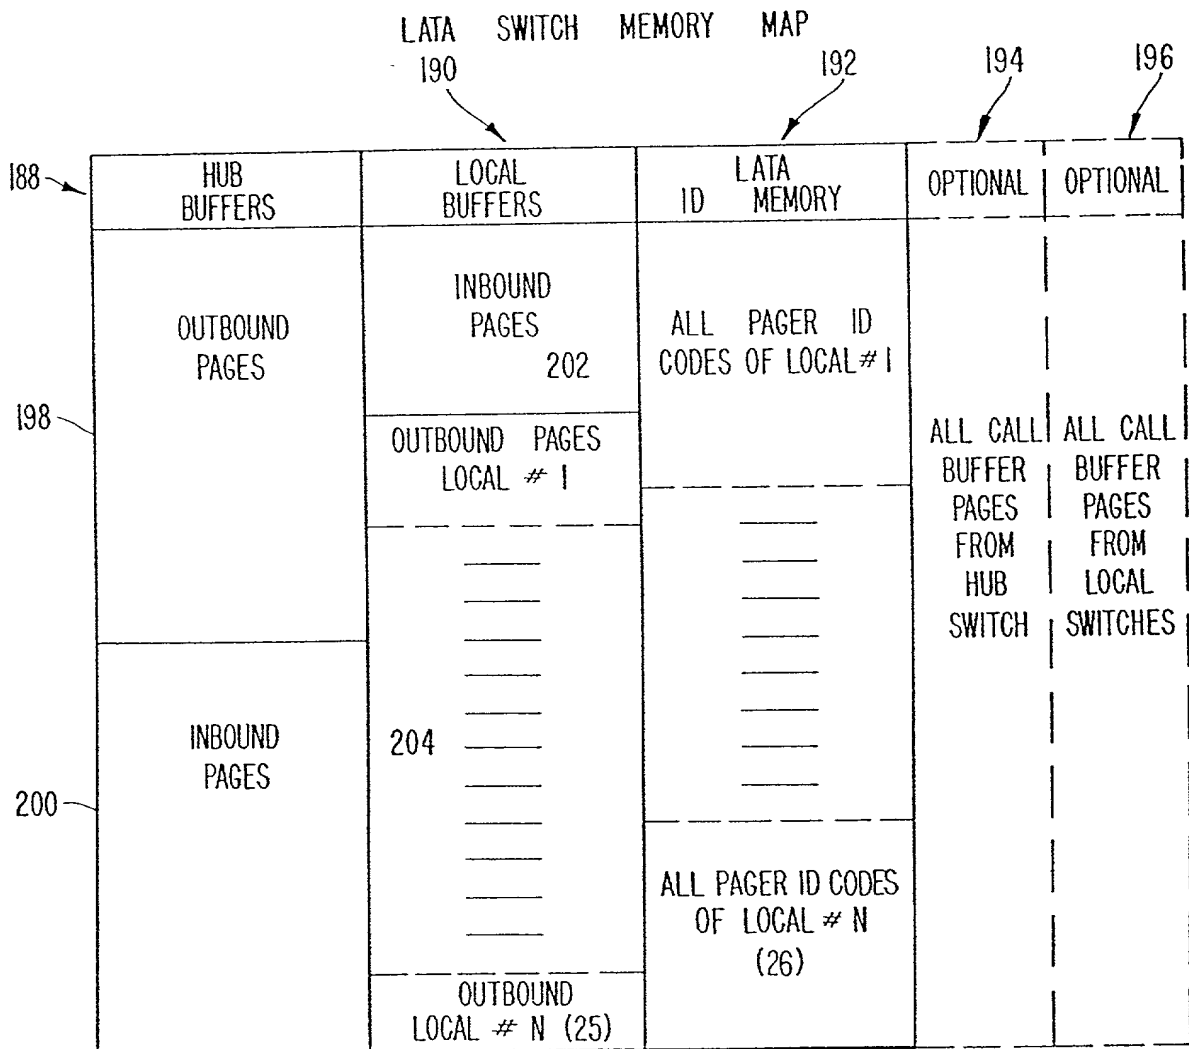 LATA SWITCH MEMORY MAP
190
192
194
196
188
HUB
BUFFERS
LOCAL
BUFFERS
LATA
ID MEMORY
OPTIONAL
OPTIONAL
OUTBOUND
PAGES
198
INBOUND
PAGES
200
INBOUND
PAGES
202
OUTBOUND PAGES
LOCAL # 1
204
OUTBOUND
LOCAL # N (25)
ALL PAGER ID
CODES OF LOCAL # 1
ALL PAGER ID CODES
OF LOCAL # N
(26)
ALL CALL
BUFFER
PAGES
FROM
HUB
SWITCH
ALL CALL
BUFFER
PAGES
FROM
LOCAL
SWITCHES